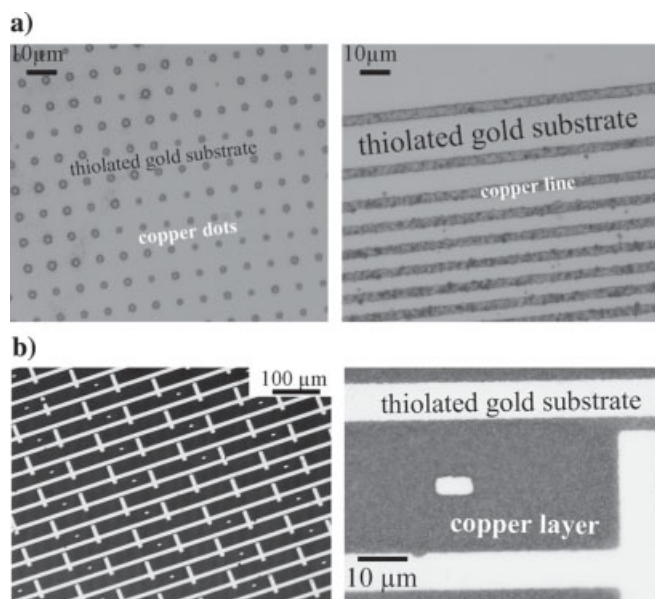 a)
10µm
thiolated gold substrate
copper dots
10µm
thiolated gold substrate
copper line
b)
100 µm
thiolated gold substrate
copper layer
10 µm